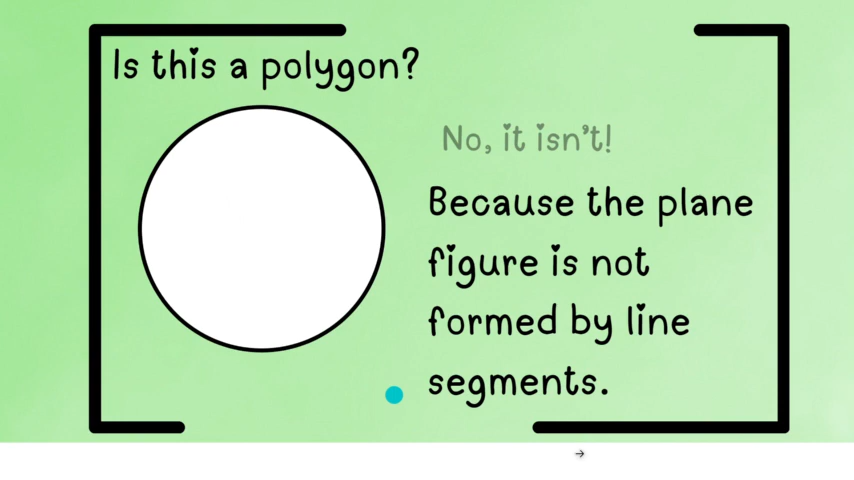 Is this a polygon?
No, it isn't!
Because the plane
figure is not
formed by line
segments.